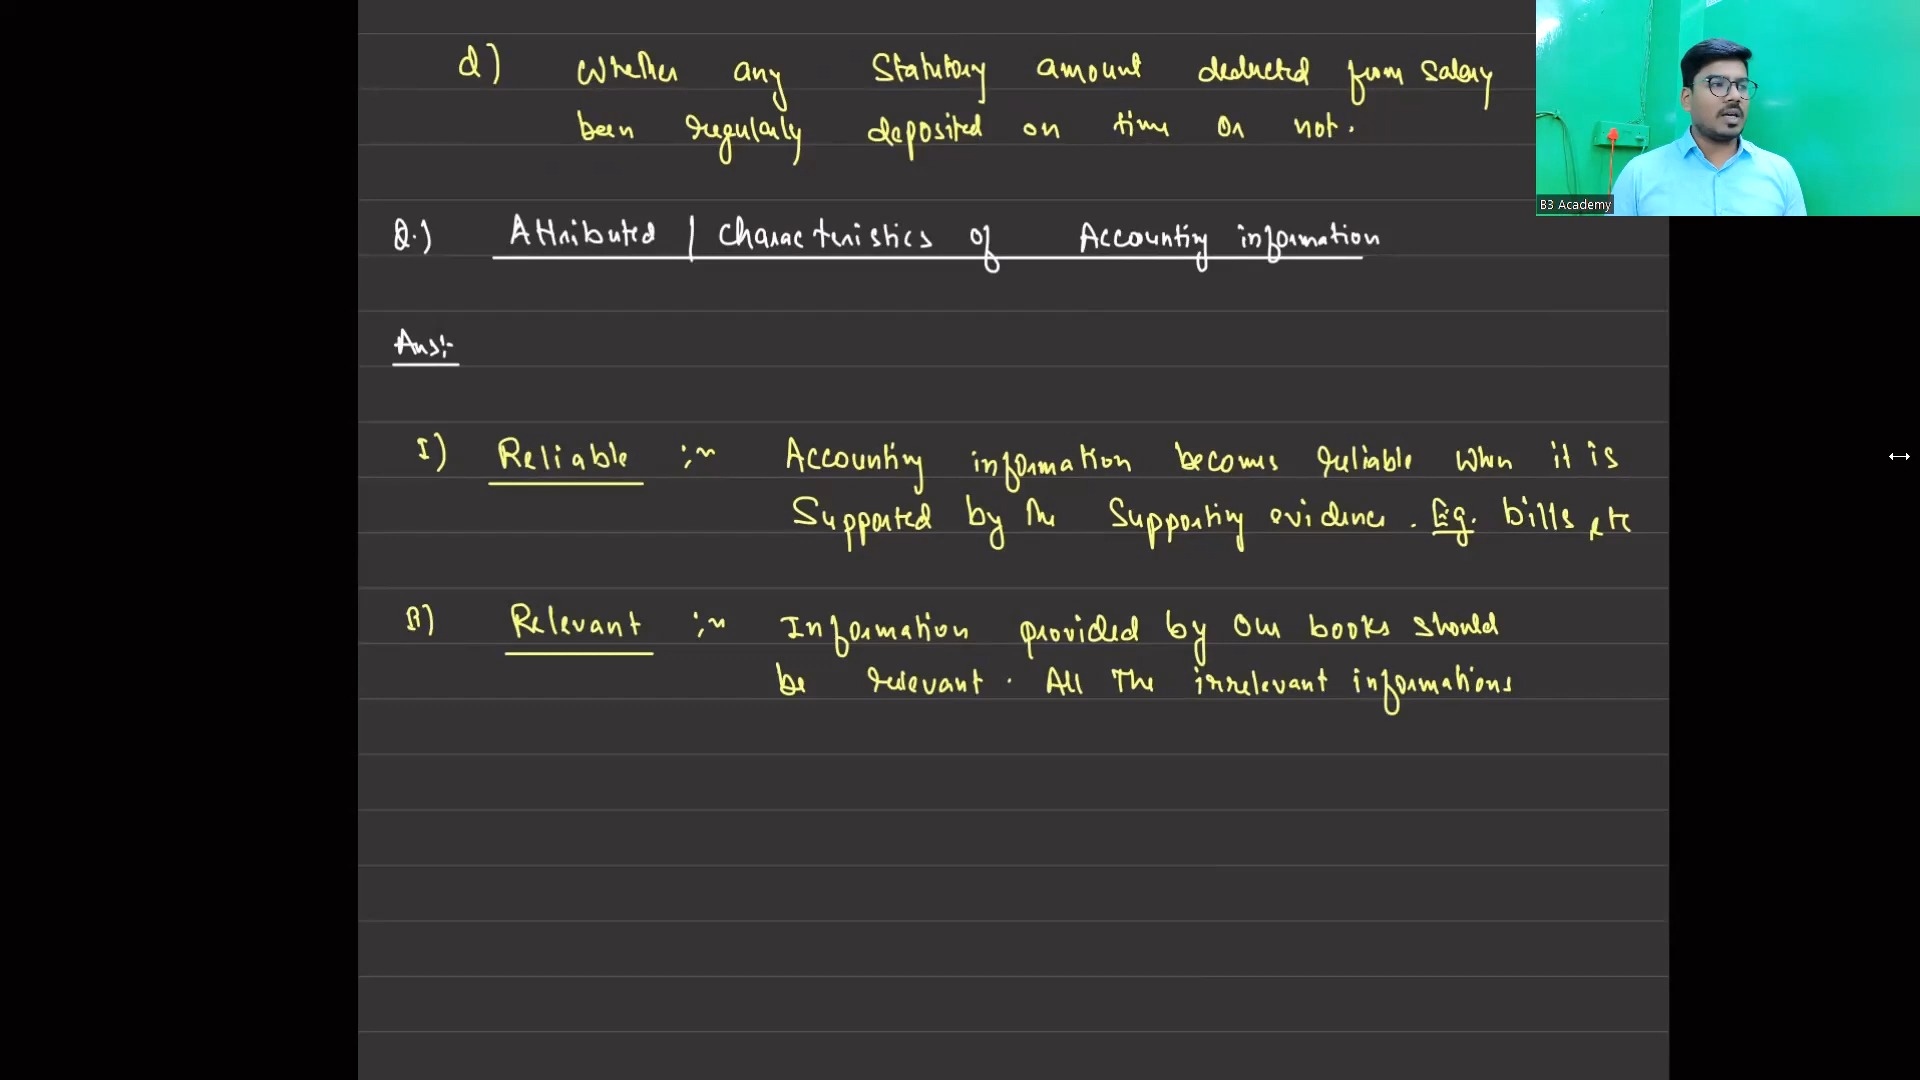 d) Whether any Statutory amount deducted from Salary
been regularly deposited on time or not.
B3 Academy
Q.) Attributed | Characteristics of Accounting information
Ans:-
I) Reliable :~ Accounting information becomes reliable when it is
Supported by the Supporting evidence. Eg. bills, etc
II) Relevant :~ Information provided by our books should
be relevant. All The irrelevant informations